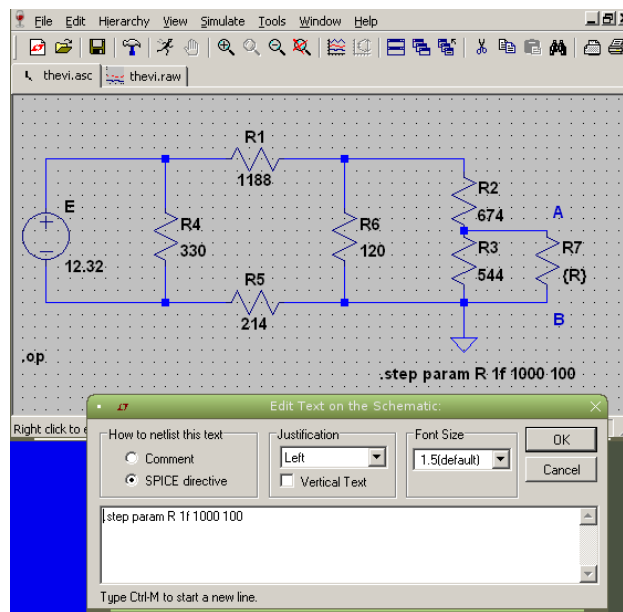 File Edit Hierarchy View Simulate Tools Window Help
thevi.asc thevi.raw
R1
1188
R2
674
A
E
12.32
R4
330
R6
120
R3
544
R7
{R}
R5
214
B
.op
.step param R 1f 1000 100
Right click to e
Edit Text on the Schematic:
How to netlist this text
Comment
SPICE directive
Justification
Left
Vertical Text
Font Size
1.5(default)
OK
Cancel
.step param R 1f 1000 100
Type Ctrl-M to start a new line.